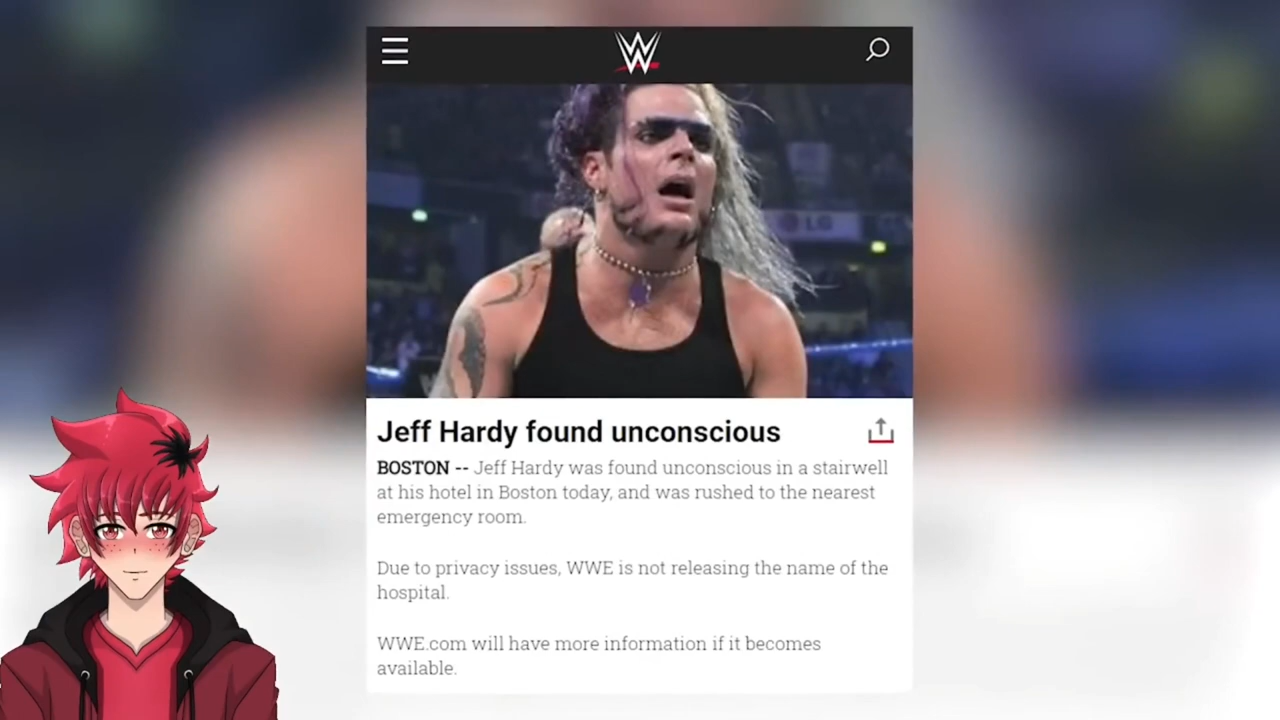 W
LG
Jeff Hardy found unconscious
BOSTON -- Jeff Hardy was found unconscious in a stairwell
at his hotel in Boston today, and was rushed to the nearest
emergency room.
Due to privacy issues, WWE is not releasing the name of the
hospital.
WWE.com will have more information if it becomes
available.